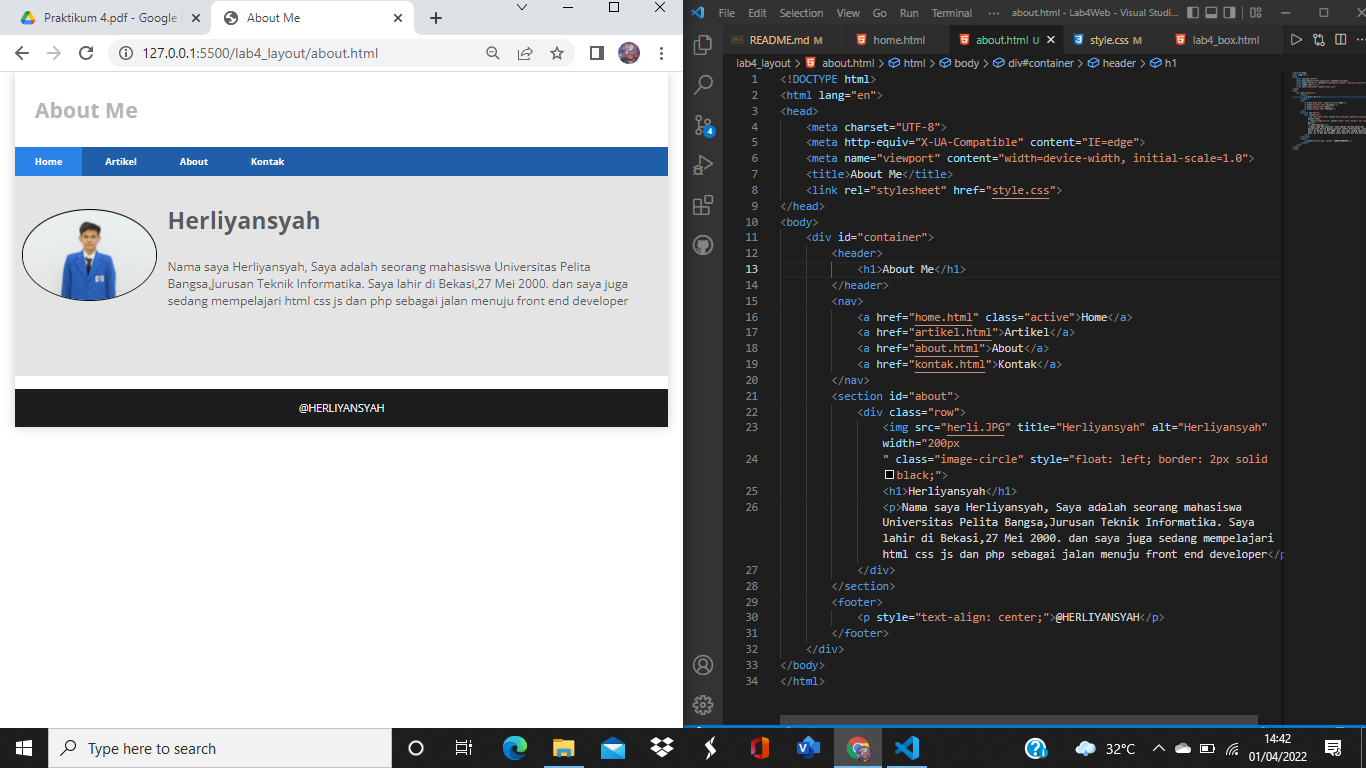 Praktikum 4.pdf - Google
About Me
127.0.0.1:5500/lab4_layout/about.html
About Me
Home Artikel About Kontak
Herliyansyah
Nama saya Herliyansyah, Saya adalah seorang mahasiswa Universitas Pelita
Bangsa,Jurusan Teknik Informatika. Saya lahir di Bekasi,27 Mei 2000. dan saya juga
sedang mempelajari html css js dan php sebagai jalan menuju front end developer
@HERLIYANSYAH
File Edit Selection View Go Run Terminal ··· about.html - Lab4Web - Visual Studi...
README.md M home.html about.html U style.css M lab4_box.html
lab4_layout > about.html > html > body > div#container > header > h1
4
1 <!DOCTYPE html>
2 <html lang="en">
3 <head>
4 <meta charset="UTF-8">
5 <meta http-equiv="X-UA-Compatible" content="IE=edge">
6 <meta name="viewport" content="width=device-width, initial-scale=1.0">
7 <title>About Me</title>
8 <link rel="stylesheet" href="style.css">
9 </head>
10 <body>
11 <div id="container">
12 <header>
13 <h1>About Me</h1>
14 </header>
15 <nav>
16 <a href="home.html" class="active">Home</a>
17 <a href="artikel.html">Artikel</a>
18 <a href="about.html">About</a>
19 <a href="kontak.html">Kontak</a>
20 </nav>
21 <section id="about">
22 <div class="row">
23 <img src="herli.JPG" title="Herliyansyah" alt="Herliyansyah"
width="200px
24 " class="image-circle" style="float: left; border: 2px solid
black;">
25 <h1>Herliyansyah</h1>
26 <p>Nama saya Herliyansyah, Saya adalah seorang mahasiswa
Universitas Pelita Bangsa,Jurusan Teknik Informatika. Saya
lahir di Bekasi,27 Mei 2000. dan saya juga sedang mempelajari
html css js dan php sebagai jalan menuju front end developer</p
27 </div>
28 </section>
29 <footer>
30 <p style="text-align: center;">@HERLIYANSYAH</p>
31 </footer>
32 </div>
33 </body>
34 </html>
Type here to search
32°C
14:42
01/04/2022